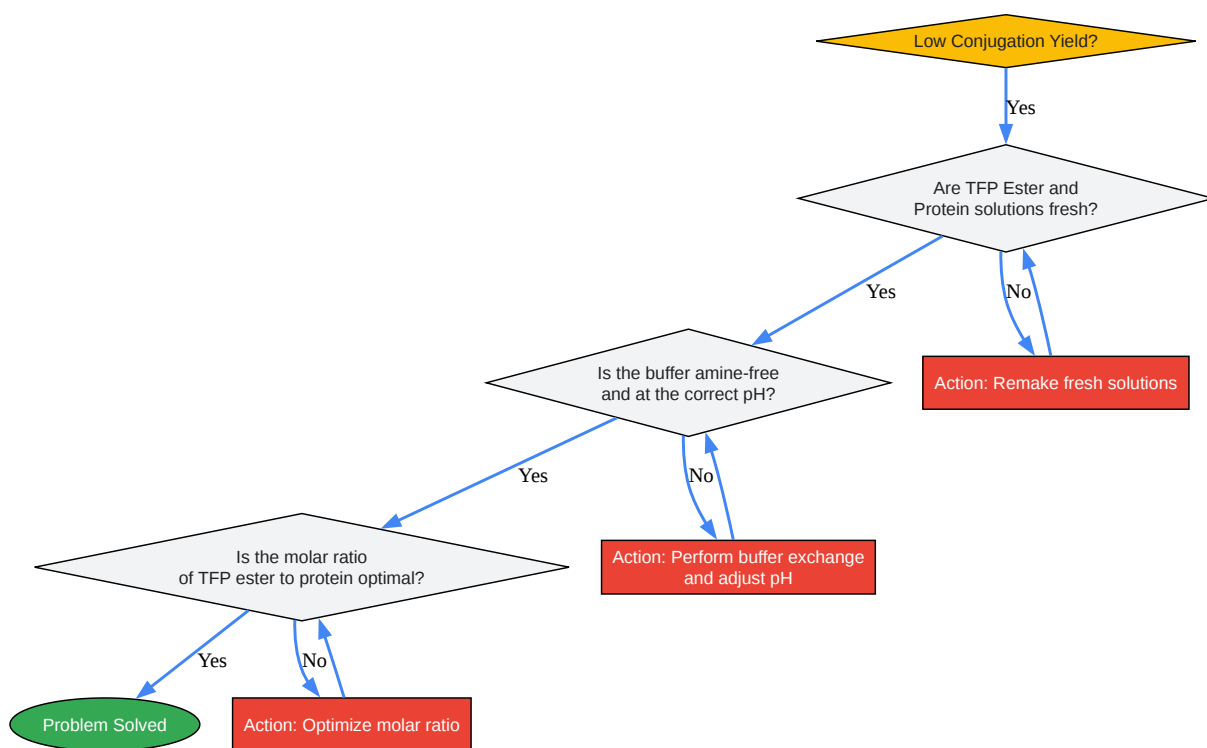 Low Conjugation Yield?
Yes
Are TFP Ester and
Protein solutions fresh?
Yes
No
Is the buffer amine-free
and at the correct pH?
Action: Remake fresh solutions
Yes
No
Is the molar ratio
of TFP ester to protein optimal?
Action: Perform buffer exchange
and adjust pH
Yes
No
Problem Solved
Action: Optimize molar ratio